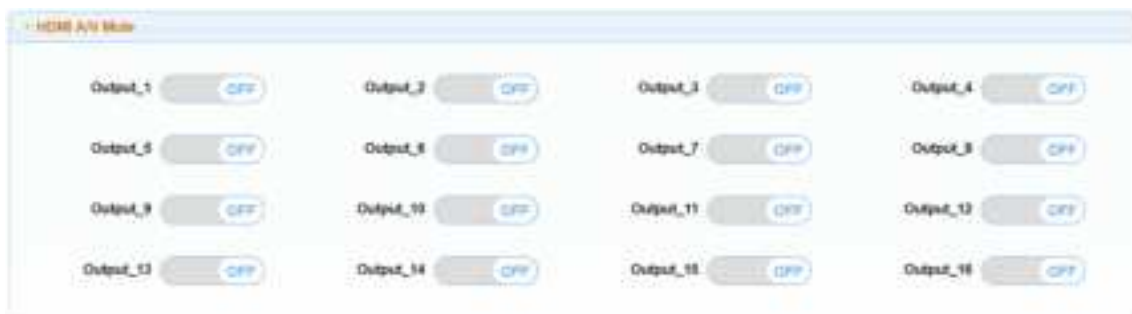 HDMI A/V Mute
Output_1 OFF Output_2 OFF Output_3 OFF Output_4 OFF
Output_5 OFF Output_6 OFF Output_7 OFF Output_8 OFF
Output_9 OFF Output_10 OFF Output_11 OFF Output_12 OFF
Output_13 OFF Output_14 OFF Output_15 OFF Output_16 OFF